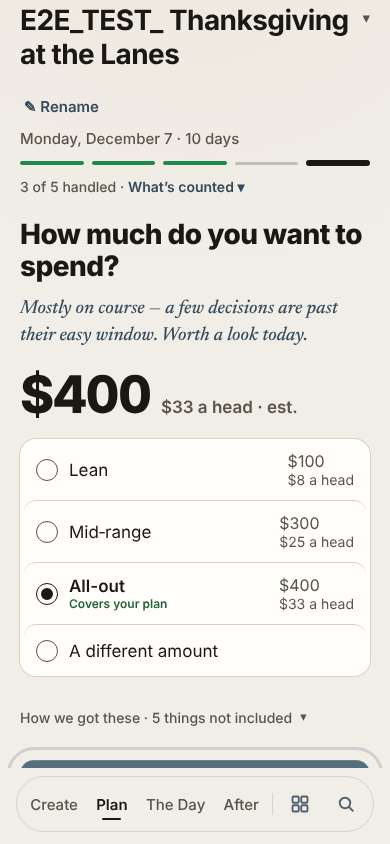 E2E_TEST_ Thanksgiving ▾
at the Lanes
✎ Rename
Monday, December 7 · 10 days
3 of 5 handled · What's counted ▾
How much do you want to
spend?
Mostly on course — a few decisions are past
their easy window. Worth a look today.
$400 $33 a head · est.
Lean
$100
$8 a head
Mid-range
$300
$25 a head
All-out
Covers your plan
$400
$33 a head
A different amount
How we got these · 5 things not included ▾
Create Plan The Day After